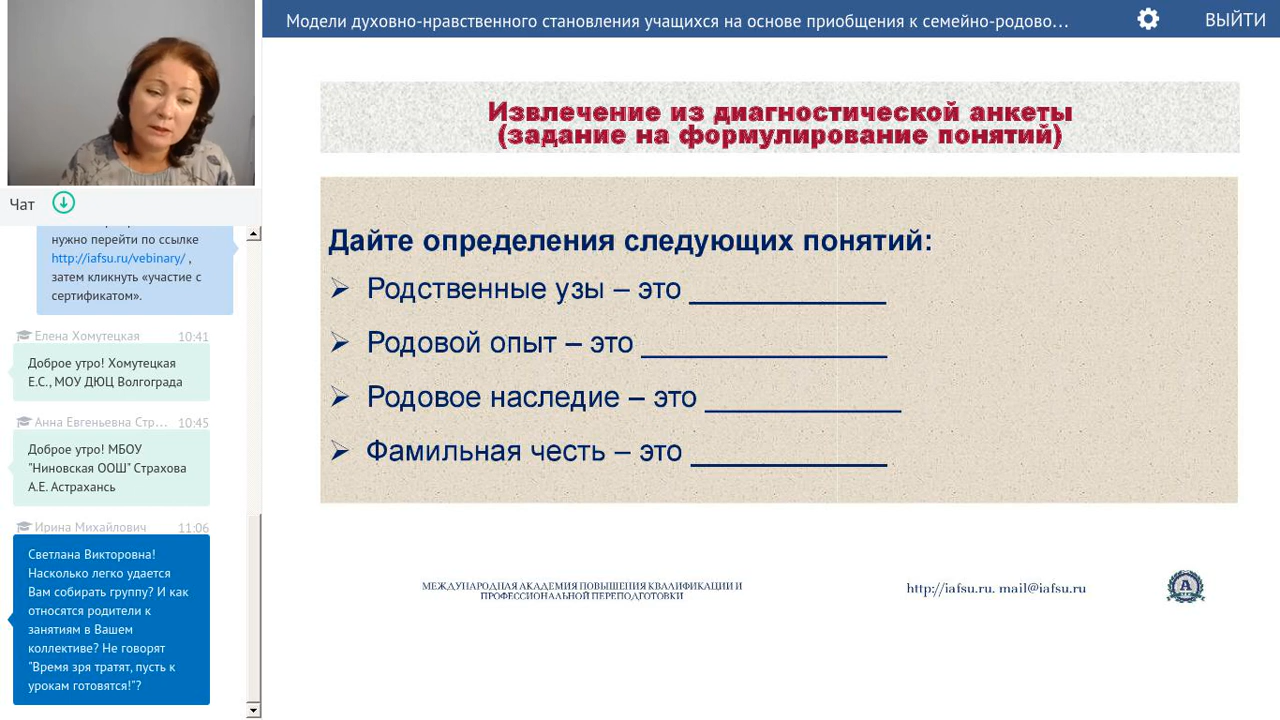 Модели духовно-нравственного становления учащихся на основе приобщения к семейно-родово...
ВЫЙТИ
Чат
нужно перейти по ссылке
http://iafsu.ru/vebinary/ ,
затем кликнуть «участие с
сертификатом».
Елена Хомутецкая 10:41
Доброе утро! Хомутецкая
Е.С., МОУ ДЮЦ Волгограда
Анна Евгеньевна Стр... 10:45
Доброе утро! МБОУ
"Ниновская ООШ" Страхова
А.Е. Астрахансь
Ирина Михайлович 11:06
Светлана Викторовна!
Насколько легко удается
Вам собирать группу? И как
относятся родители к
занятиям в Вашем
коллективе? Не говорят
"Время зря тратят, пусть к
урокам готовятся!"?
Извлечение из диагностической анкеты
(задание на формулирование понятий)
Дайте определения следующих понятий:
Родственные узы – это ____________
Родовой опыт – это _______________
Родовое наследие – это ____________
Фамильная честь – это ____________
МЕЖДУНАРОДНАЯ АКАДЕМИЯ ПОВЫШЕНИЯ КВАЛИФИКАЦИИ И
ПРОФЕССИОНАЛЬНОЙ ПЕРЕПОДГОТОВКИ
http://iafsu.ru. mail@iafsu.ru